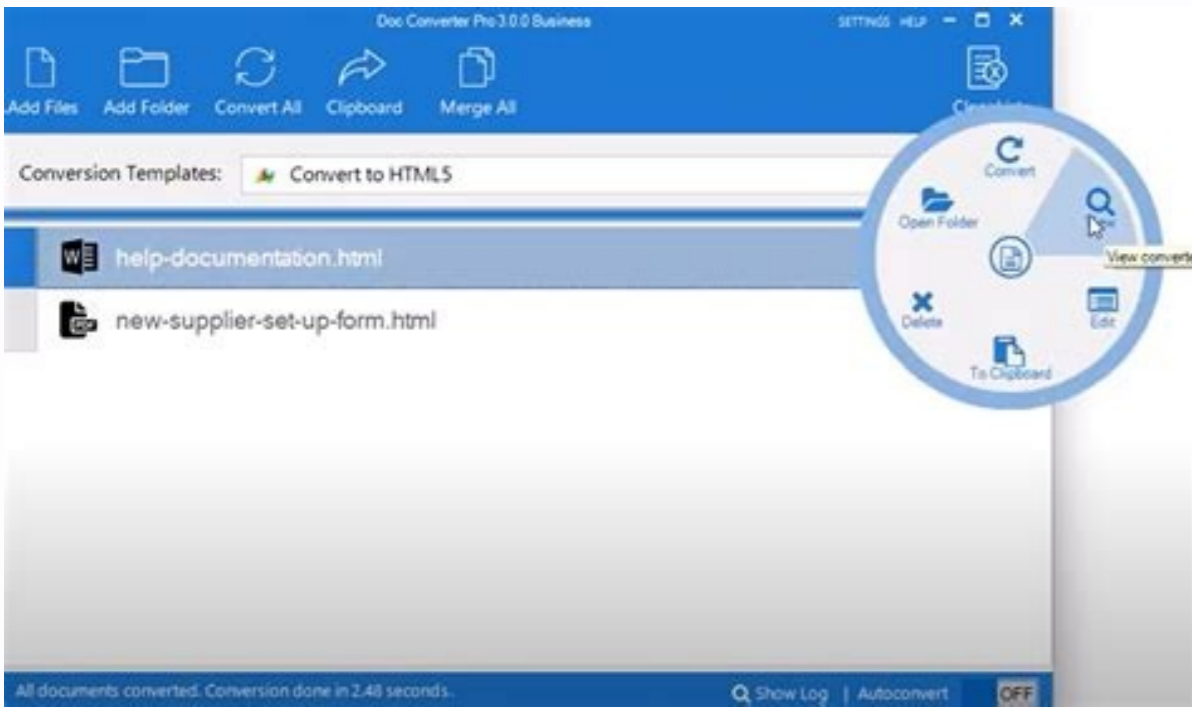 Doc Converter Pro 3.0.0 Business
SETTINGS HELP
Add Files Add Folder Convert All Clipboard Merge All
Conversion Templates: Convert to HTML5
Convert
Open Folder
View converte
help-documentation.html
Delete
Edit
new-supplier-set-up-form.html
To Clipboard
All documents converted. Conversion done in 2.48 seconds. Show Log | Autoconvert OFF